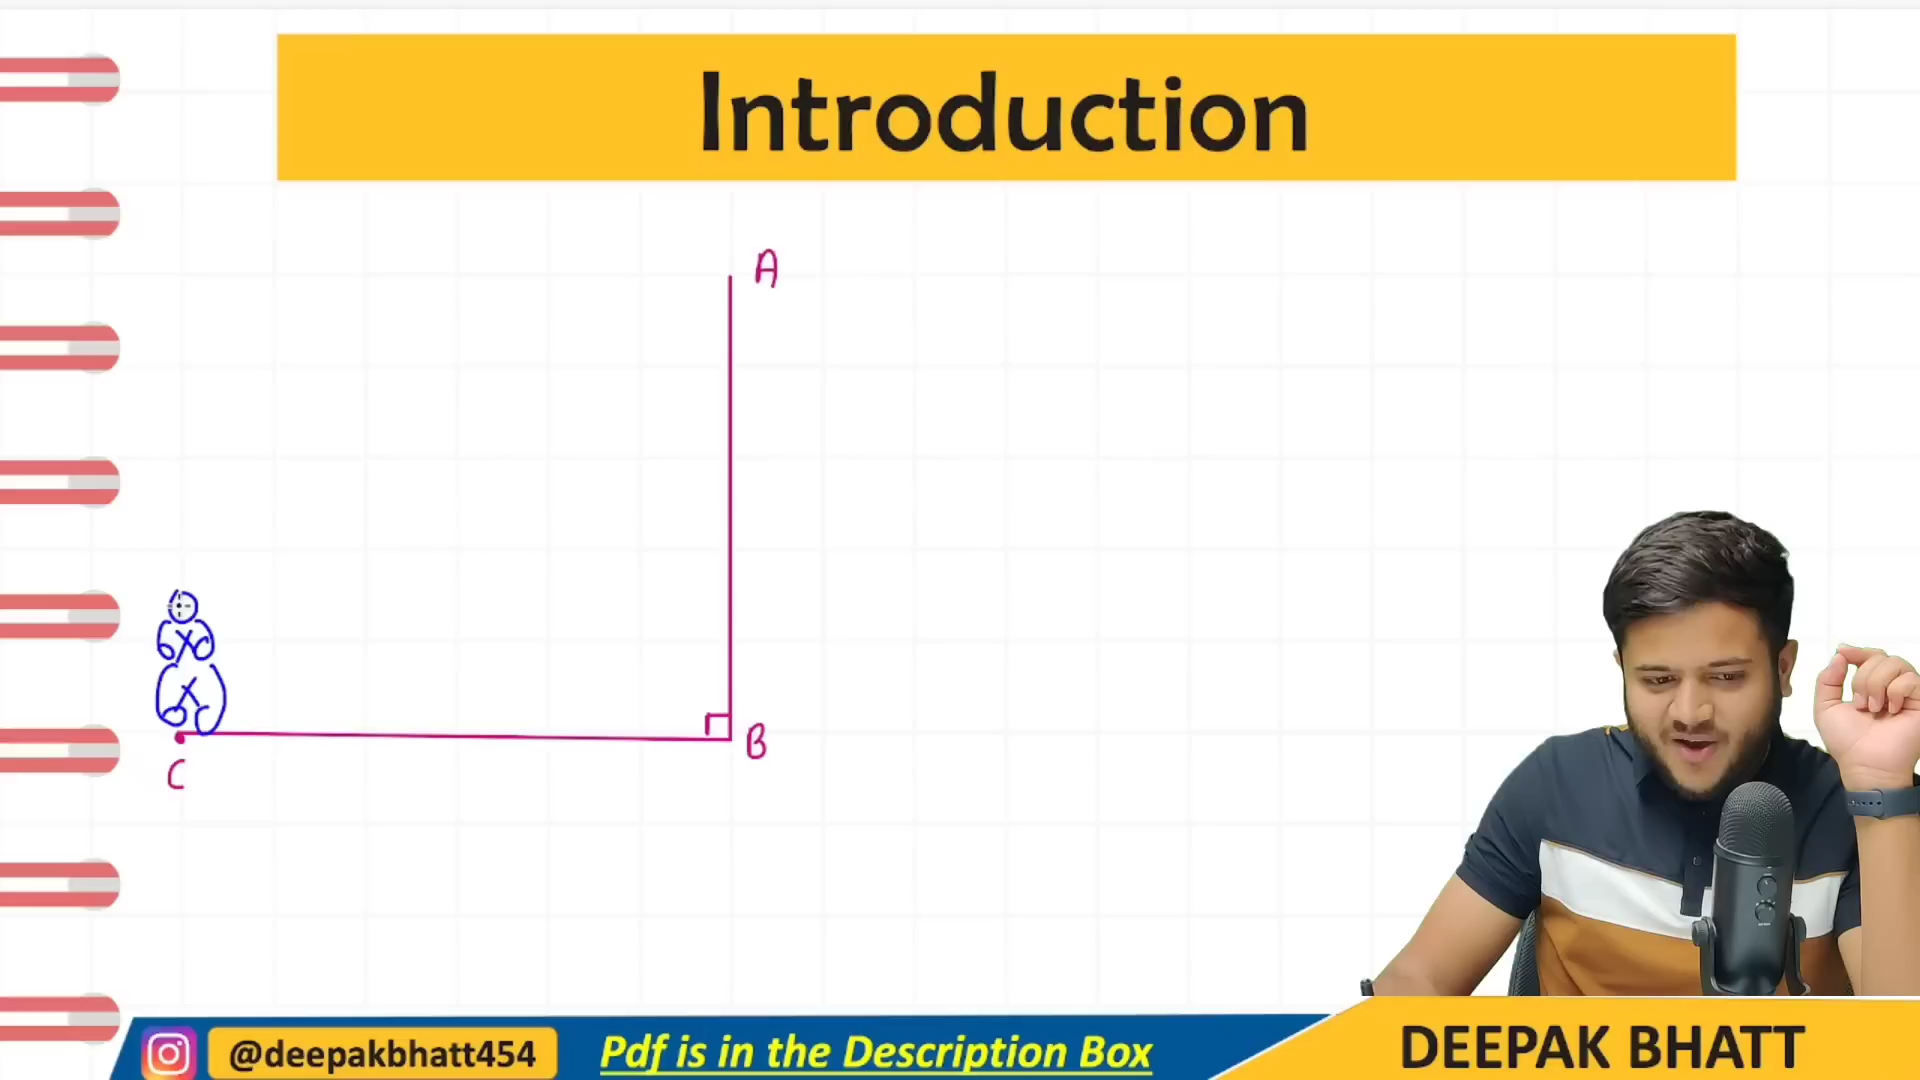 Introduction
A
B
C
@deepakbhatt454
Pdf is in the Description Box
DEEPAK BHATT